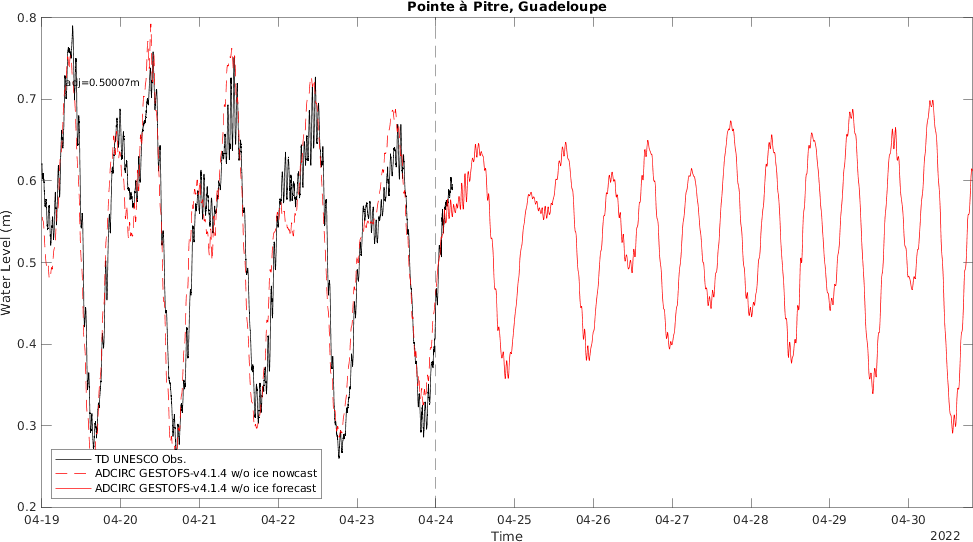 Pointe à Pitre, Guadeloupe
0.8
0.7
0.6
0.5
0.4
0.3
0.2
Water Level (m)
adj=0.50007m
TD UNESCO Obs.
ADCIRC GESTOFS-v4.1.4 w/o ice nowcast
ADCIRC GESTOFS-v4.1.4 w/o ice forecast
04-19 04-20 04-21 04-22 04-23 04-24 04-25 04-26 04-27 04-28 04-29 04-30
Time
2022